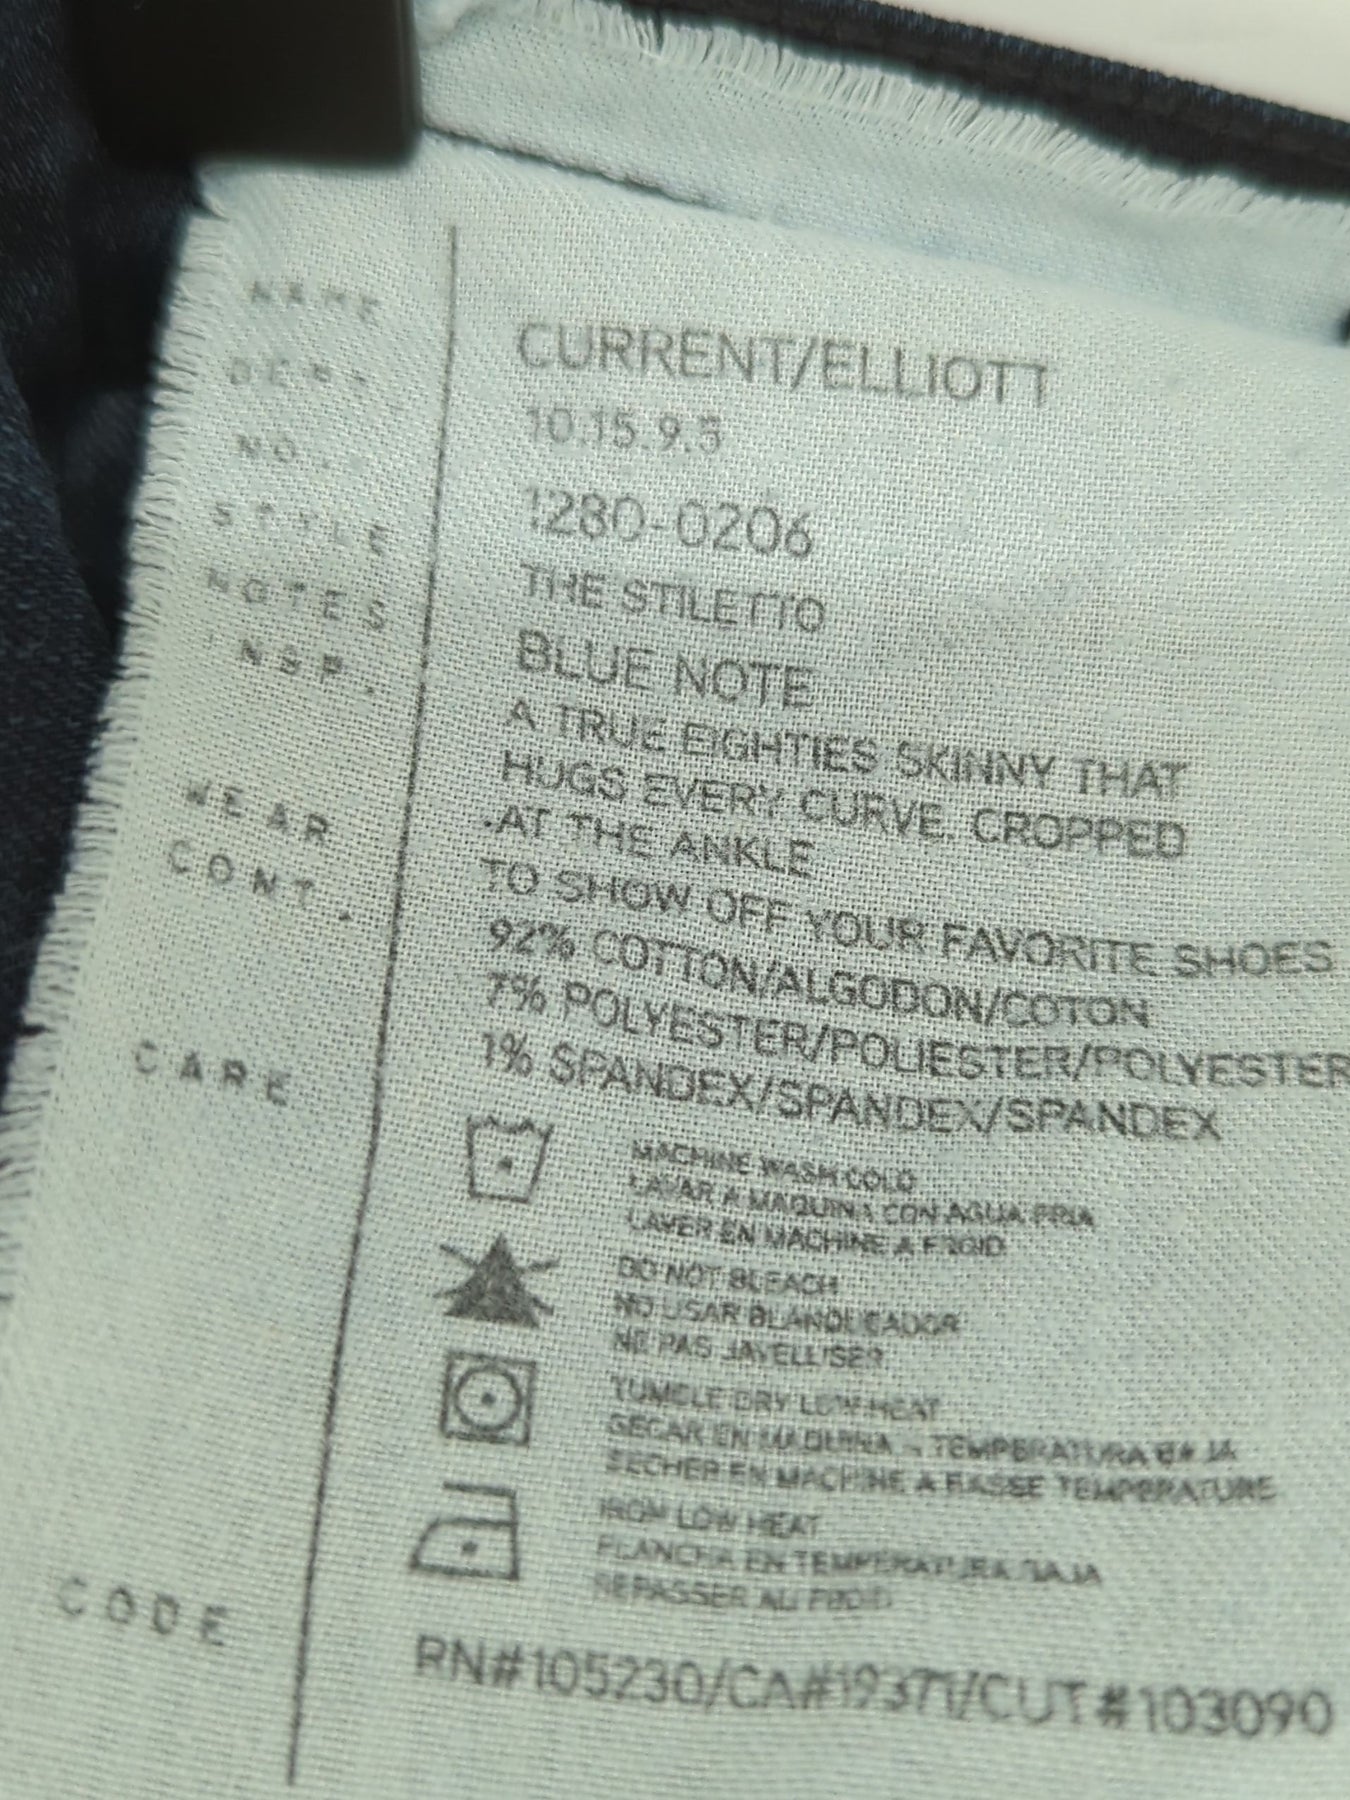 NAME CURRENT/ELLIOTT
DEPT. 10.15.9.5
NO. 1280-0206
STYLE THE STILETTO
NOTES BLUE NOTE
INSP. A TRUE EIGHTIES SKINNY THAT
HUGS EVERY CURVE. CROPPED
.AT THE ANKLE
WEAR TO SHOW OFF YOUR FAVORITE SHOES
CONT. 92% COTTON/ALGODON/COTON
7% POLYESTER/POLIESTER/POLYESTER
1% SPANDEX/SPANDEX/SPANDEX
CARE MACHINE WASH COLD
LAVAR A MAQUINA CON AGUA FRIA
LAVER EN MACHINE A FROID
DO NOT BLEACH
NO USAR BLANQUEADOR
NE PAS JAVELLISER
TUMBLE DRY LOW HEAT
SECAR EN MAQUINA - TEMPERATURA BAJA
SECHER EN MACHINE A BASSE TEMPERATURE
IRON LOW HEAT
PLANCHA EN TEMPERATURA BAJA
REPASSER AU FROID
CODE RN#105230/CA#19371/CUT#103090